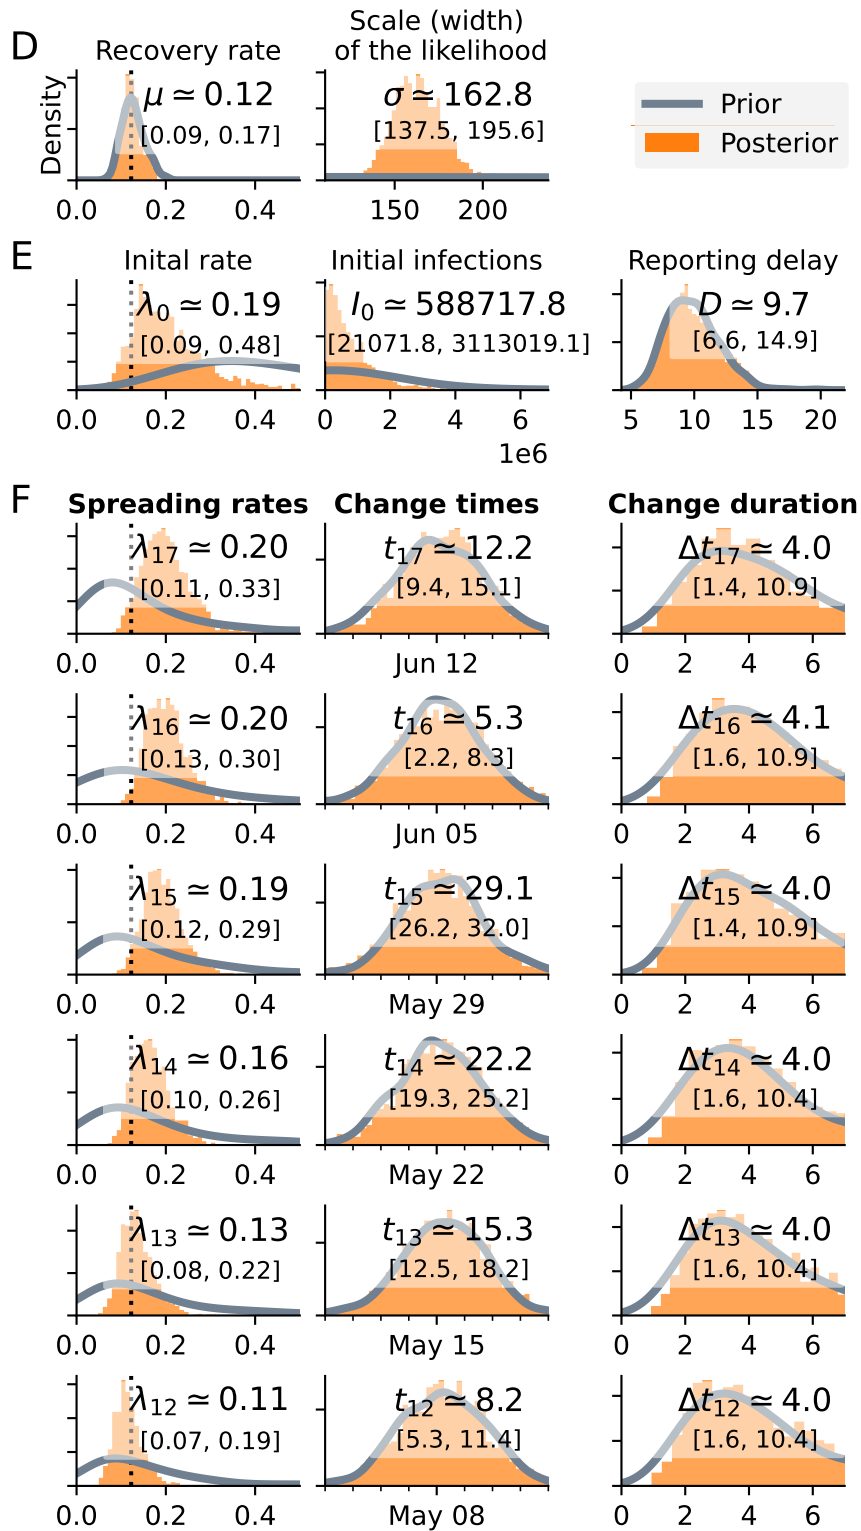 D
Recovery rate
Scale (width)
of the likelihood
Density
μ ≃ 0.12
[0.09, 0.17]
0.0 0.2 0.4
σ ≃ 162.8
[137.5, 195.6]
150 200
Prior
Posterior
E
Inital rate
λ0 ≃ 0.19
[0.09, 0.48]
0.0 0.2 0.4
Initial infections
I0 ≃ 588717.8
[21071.8, 3113019.1]
0 2 4 6
1e6
Reporting delay
D ≃ 9.7
[6.6, 14.9]
5 10 15 20
F
Spreading rates Change times Change duration
λ17 ≃ 0.20 t17 ≃ 12.2 Δt17 ≃ 4.0
[0.11, 0.33] [9.4, 15.1] [1.4, 10.9]
0.0 0.2 0.4 Jun 12 0 2 4 6
λ16 ≃ 0.20 t16 ≃ 5.3 Δt16 ≃ 4.1
[0.13, 0.30] [2.2, 8.3] [1.6, 10.9]
0.0 0.2 0.4 Jun 05 0 2 4 6
λ15 ≃ 0.19 t15 ≃ 29.1 Δt15 ≃ 4.0
[0.12, 0.29] [26.2, 32.0] [1.4, 10.9]
0.0 0.2 0.4 May 29 0 2 4 6
λ14 ≃ 0.16 t14 ≃ 22.2 Δt14 ≃ 4.0
[0.10, 0.26] [19.3, 25.2] [1.6, 10.4]
0.0 0.2 0.4 May 22 0 2 4 6
λ13 ≃ 0.13 t13 ≃ 15.3 Δt13 ≃ 4.0
[0.08, 0.22] [12.5, 18.2] [1.6, 10.4]
0.0 0.2 0.4 May 15 0 2 4 6
λ12 ≃ 0.11 t12 ≃ 8.2 Δt12 ≃ 4.0
[0.07, 0.19] [5.3, 11.4] [1.6, 10.4]
0.0 0.2 0.4 May 08 0 2 4 6